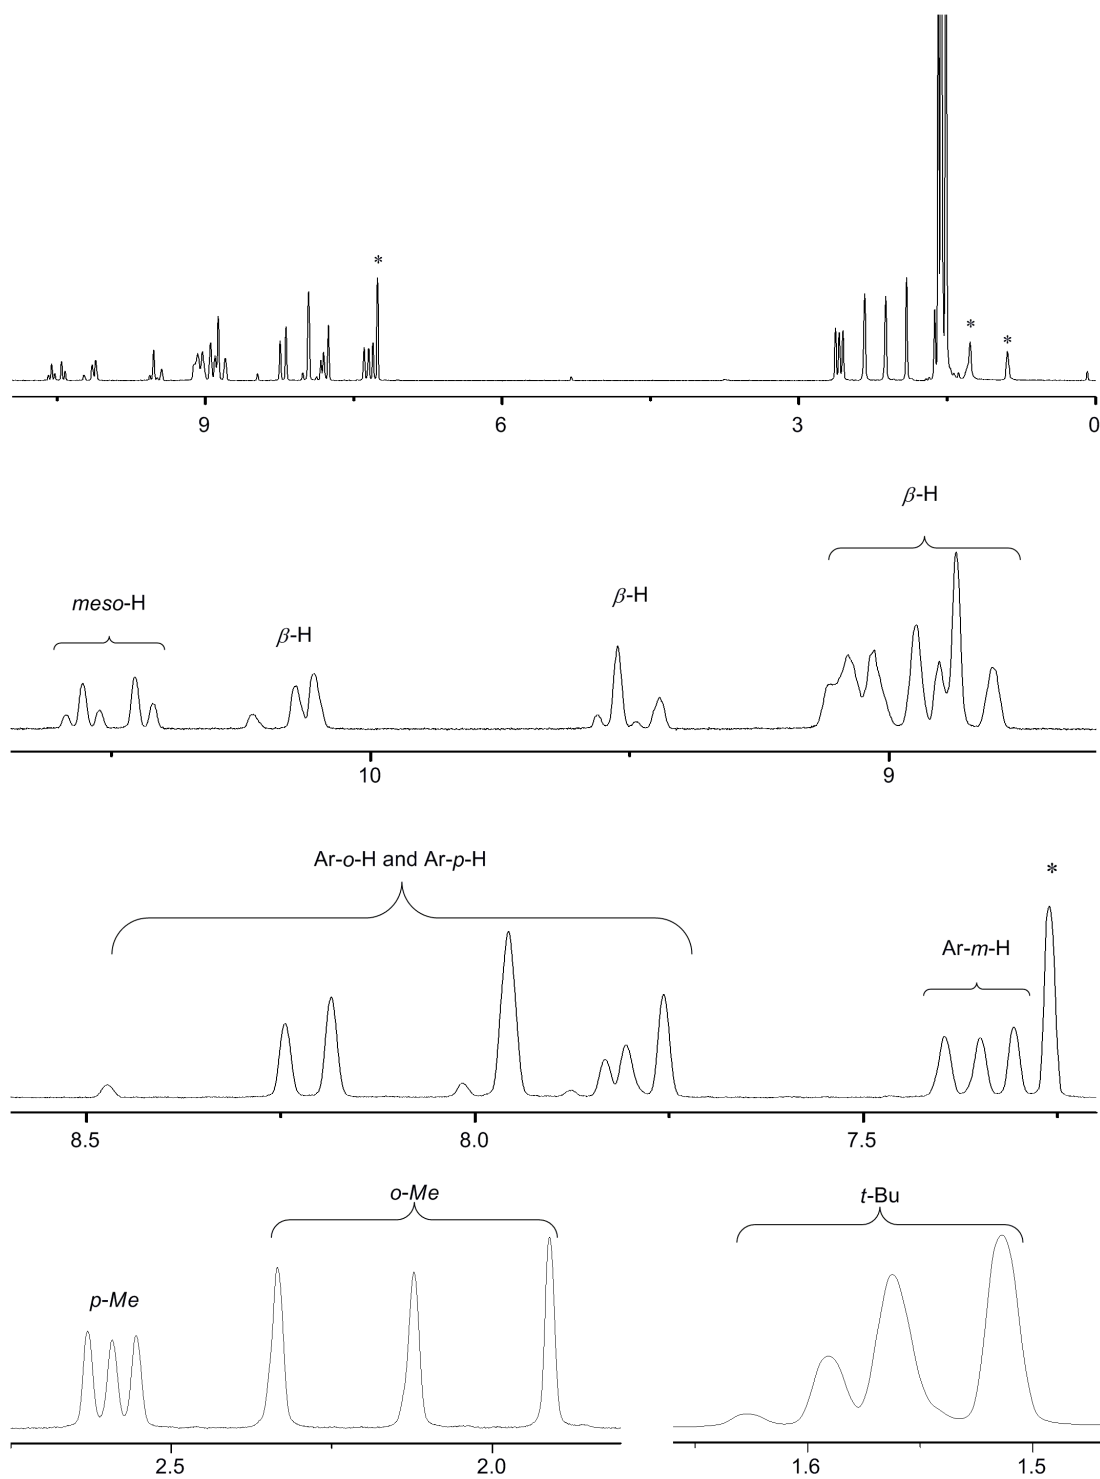 *
* *
9 6 3 0
β-H
meso-H β-H β-H
10 9
Ar-o-H and Ar-p-H
*
Ar-m-H
8.5 8.0 7.5
o-Me t-Bu
p-Me
2.5 2.0 1.6 1.5